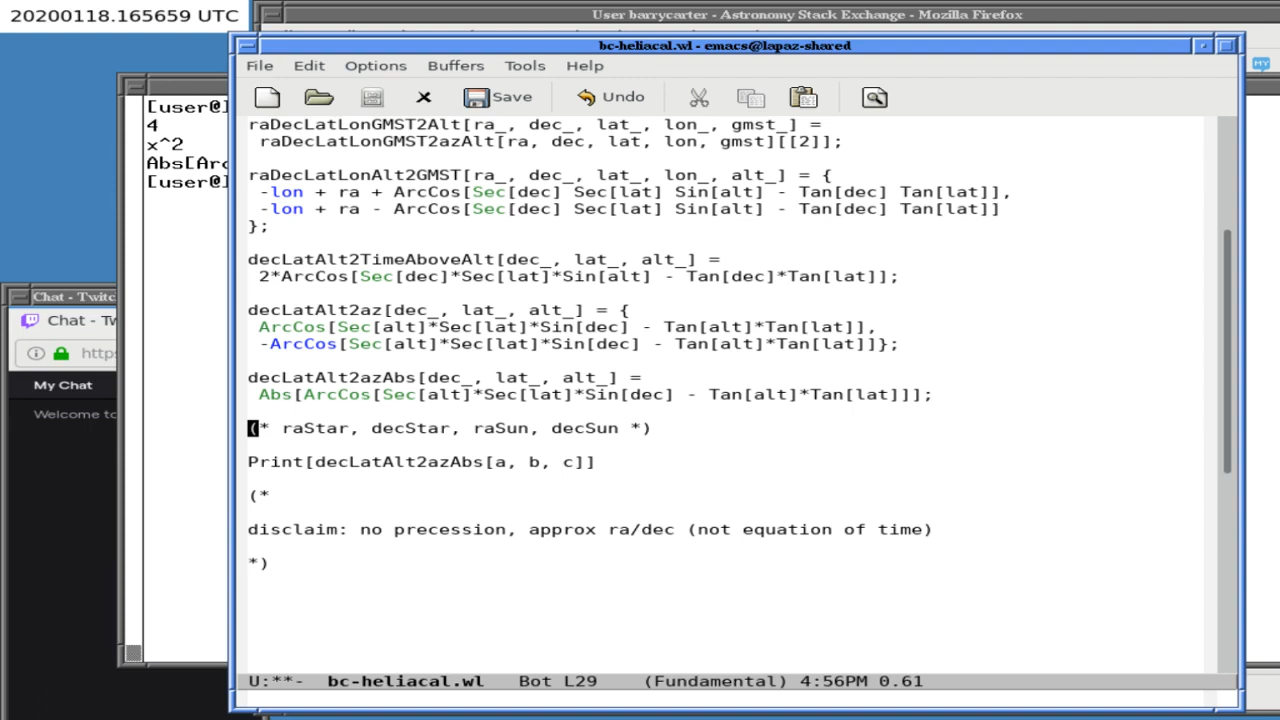 20200118.165659 UTC
User barrycarter - Astronomy Stack Exchange - Mozilla Firefox
bc-heliacal.wl - emacs@lapaz-shared
File Edit Options Buffers Tools Help
Save Undo
MY
[user@]
4
x^2
Abs[Arc
[user@]
raDecLatLonGMST2Alt[ra_, dec_, lat_, lon_, gmst_] =
raDecLatLonGMST2azAlt[ra, dec, lat, lon, gmst][[2]];
raDecLatLonAlt2GMST[ra_, dec_, lat_, lon_, alt_] = {
-lon + ra + ArcCos[Sec[dec] Sec[lat] Sin[alt] - Tan[dec] Tan[lat]],
-lon + ra - ArcCos[Sec[dec] Sec[lat] Sin[alt] - Tan[dec] Tan[lat]]
};
decLatAlt2TimeAboveAlt[dec_, lat_, alt_] =
2*ArcCos[Sec[dec]*Sec[lat]*Sin[alt] - Tan[dec]*Tan[lat]];
decLatAlt2az[dec_, lat_, alt_] = {
ArcCos[Sec[alt]*Sec[lat]*Sin[dec] - Tan[alt]*Tan[lat]],
-ArcCos[Sec[alt]*Sec[lat]*Sin[dec] - Tan[alt]*Tan[lat]]};
decLatAlt2azAbs[dec_, lat_, alt_] =
Abs[ArcCos[Sec[alt]*Sec[lat]*Sin[dec] - Tan[alt]*Tan[lat]]];
(* raStar, decStar, raSun, decSun *)
Print[decLatAlt2azAbs[a, b, c]]
(*
disclaim: no precession, approx ra/dec (not equation of time)
*)
U:**- bc-heliacal.wl Bot L29 (Fundamental) 4:56PM 0.61
Chat - Twitc
Chat - Tw
https
My Chat
Welcome to